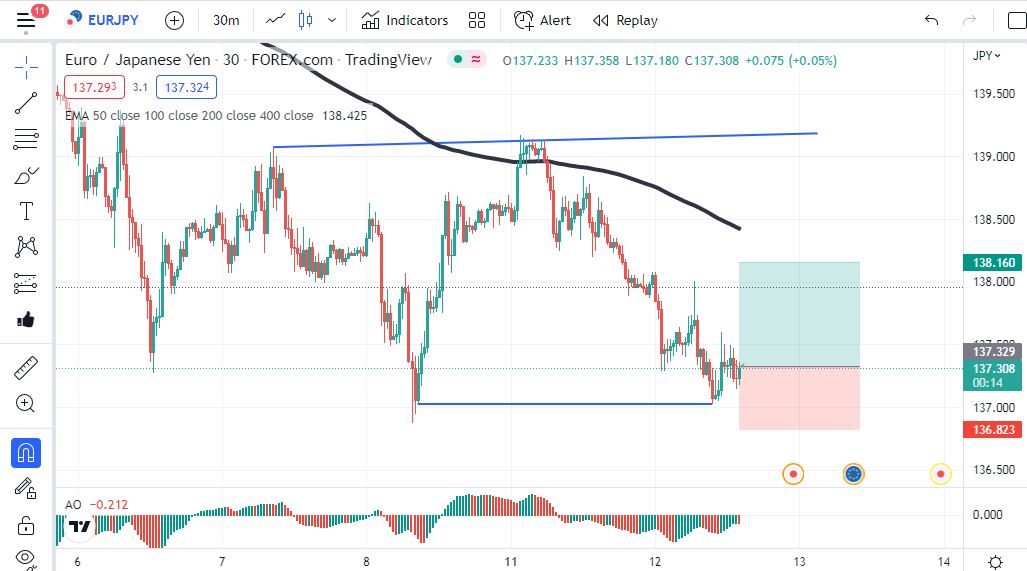 11
EURJPY
30m
Indicators
Alert
Replay
Euro / Japanese Yen · 30 · FOREX.com · TradingView
≈
O137.233 H137.358 L137.180 C137.308 +0.075 (+0.05%)
JPY
137.293
3.1
137.324
EMA 50 close 100 close 200 close 400 close 138.425
139.500
139.000
138.500
138.160
138.000
137.500
137.329
137.308
00:14
137.000
136.823
136.500
AO −0.212
0.000
6
7
8
11
12
13
14